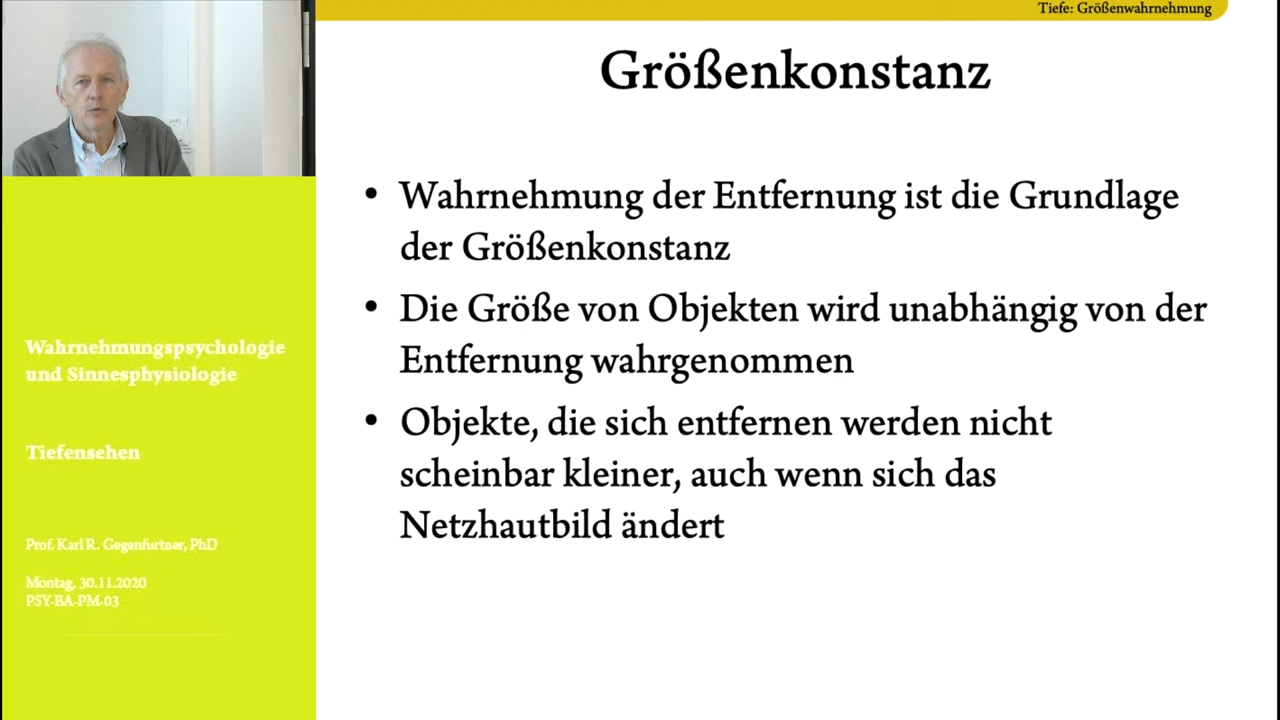 Tiefe: Größenwahrnehmung
Größenkonstanz
• Wahrnehmung der Entfernung ist die Grundlage
der Größenkonstanz
• Die Größe von Objekten wird unabhängig von der
Entfernung wahrgenommen
• Objekte, die sich entfernen werden nicht
scheinbar kleiner, auch wenn sich das
Netzhautbild ändert
Wahrnehmungspsychologie
und Sinnesphysiologie
Tiefensehen
Prof. Karl R. Gegenfurtner, PhD
Montag, 30.11.2020
PSY-BA-PM-03